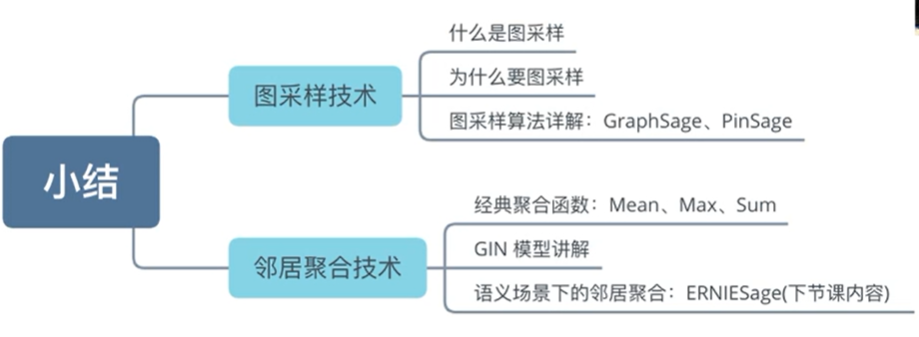 小结
图采样技术
什么是图采样
为什么要图采样
图采样算法详解：GraphSage、PinSage
邻居聚合技术
经典聚合函数：Mean、Max、Sum
GIN 模型讲解
语义场景下的邻居聚合：ERNIESage(下节课内容)